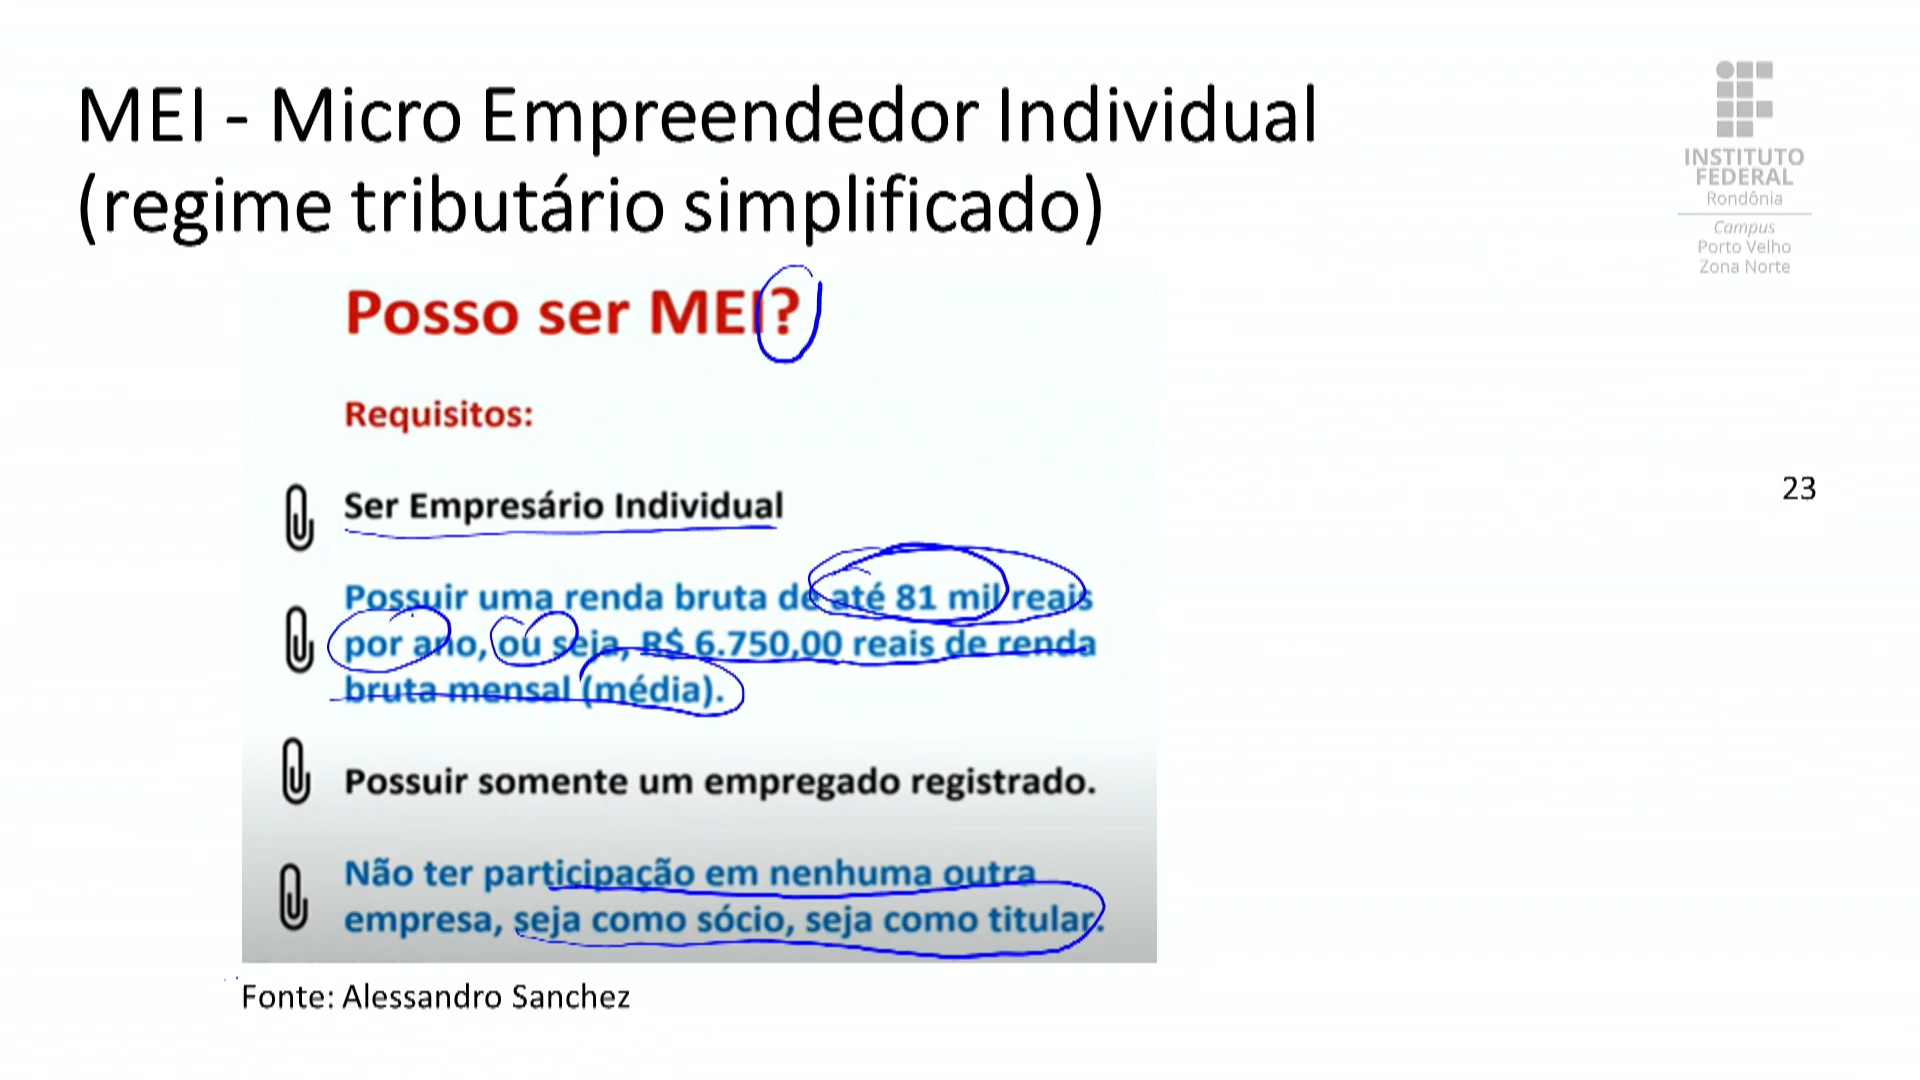 MEI - Micro Empreendedor Individual
(regime tributário simplificado)
INSTITUTO
FEDERAL
Rondônia
Campus
Porto Velho
Zona Norte
Posso ser MEI?
Requisitos:
Ser Empresário Individual
Possuir uma renda bruta de até 81 mil reais
por ano, ou seja, R$ 6.750,00 reais de renda
bruta mensal (média).
Possuir somente um empregado registrado.
Não ter participação em nenhuma outra
empresa, seja como sócio, seja como titular.
23
Fonte: Alessandro Sanchez